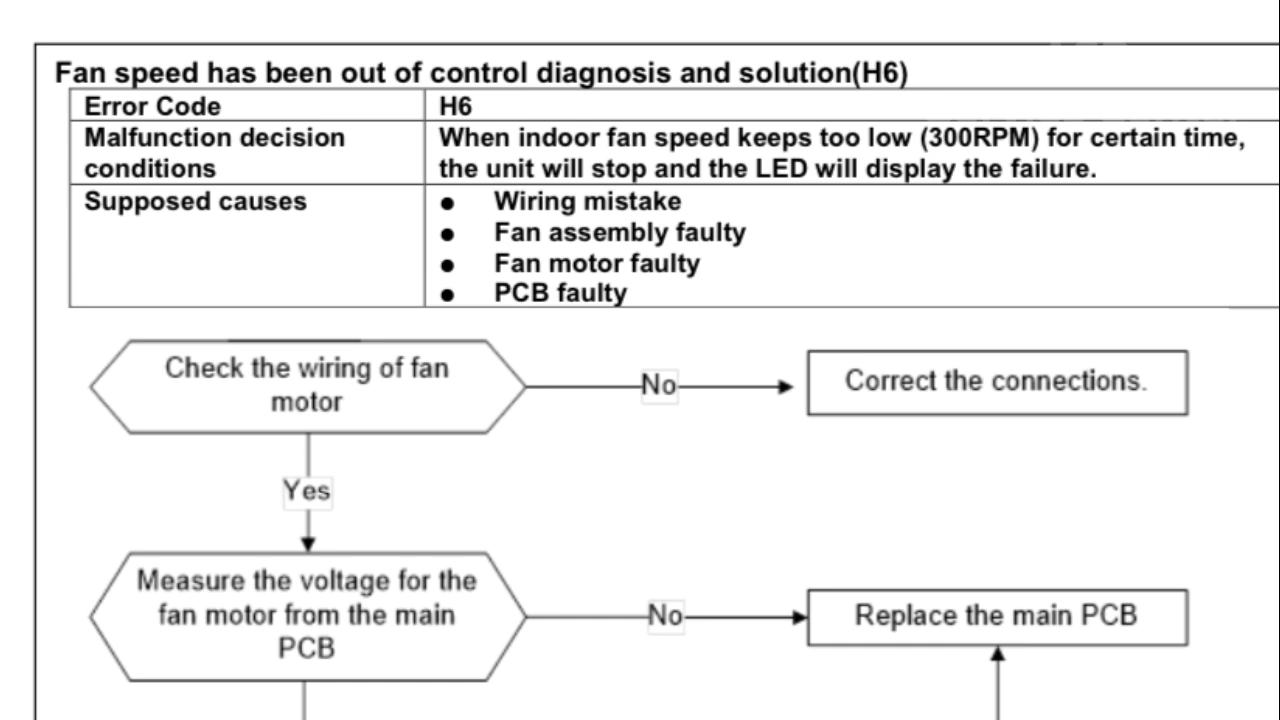 Fan speed has been out of control diagnosis and solution(H6)
Error Code H6
Malfunction decision conditions
When indoor fan speed keeps too low (300RPM) for certain time,
the unit will stop and the LED will display the failure.
Supposed causes
● Wiring mistake
● Fan assembly faulty
● Fan motor faulty
● PCB faulty
Check the wiring of fan
motor
No
Correct the connections.
Yes
Measure the voltage for the
fan motor from the main
PCB
No
Replace the main PCB